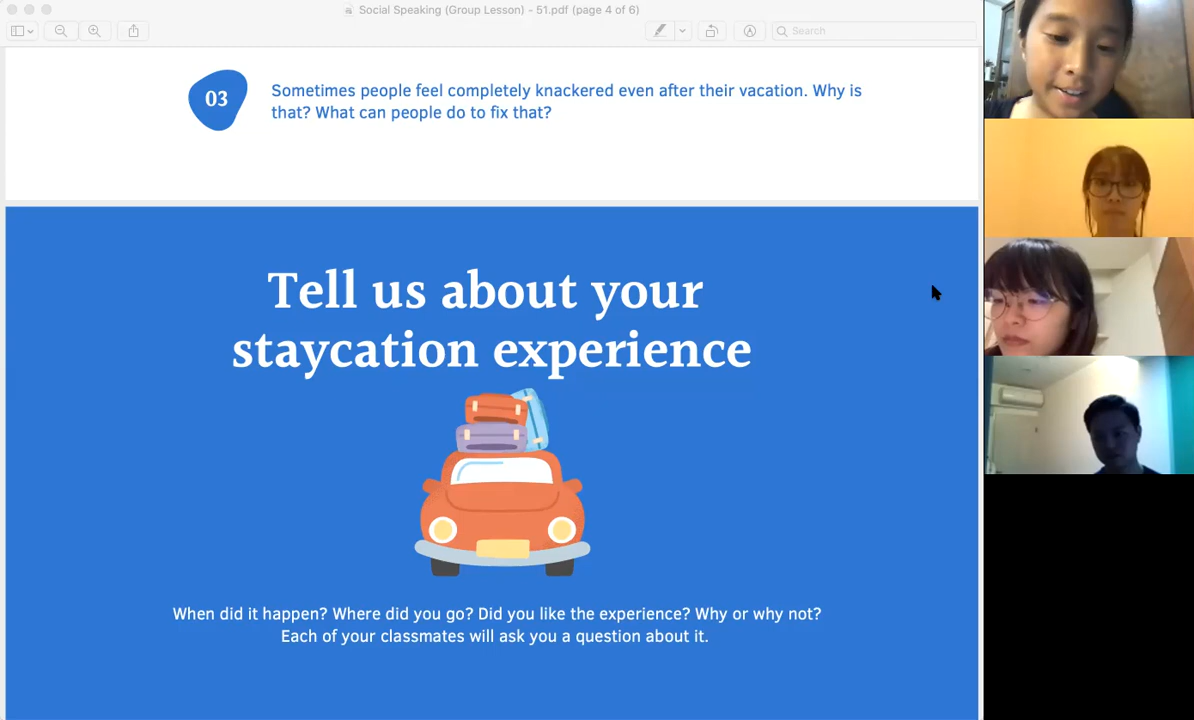 Social Speaking (Group Lesson) - 51.pdf (page 4 of 6)
Search
03
Sometimes people feel completely knackered even after their vacation. Why is
that? What can people do to fix that?
Tell us about your
staycation experience
When did it happen? Where did you go? Did you like the experience? Why or why not?
Each of your classmates will ask you a question about it.